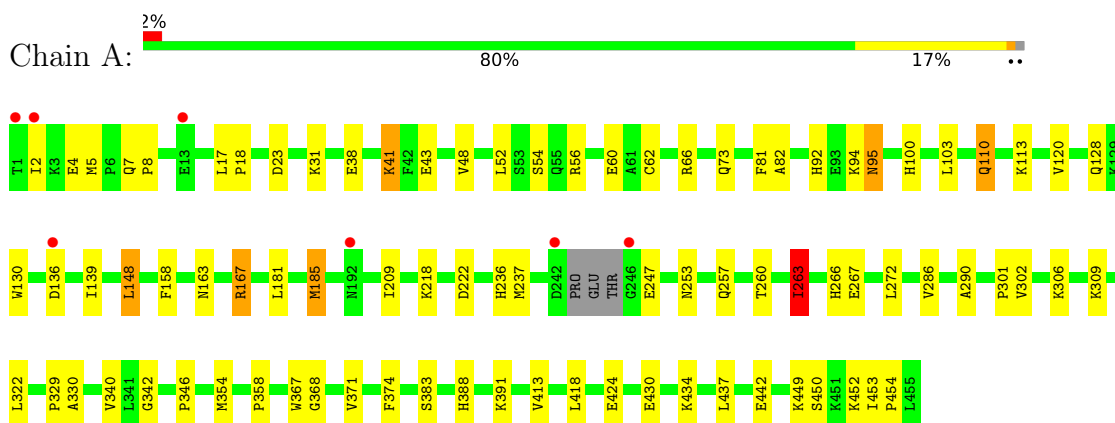 2%
Chain A:
80% 17% ••
T1 I2 K3 E4 M5 P6 Q7 P8 E13 L17 P18 D23 K31 E38 K41 F42 E43 V48 L52 S53 S54 Q55 R56 E60 A61 C62 R66 Q73 F81 A82 H92 E93 K94 N95 H100 L103 Q110 K113 V120 Q128 K129
W130 D136 I139 L148 F158 N163 R167 L181 M185 N192 I209 K218 D222 H236 M237 D242 PRO GLU THR G246 E247 N253 Q257 T260 I263 H266 E267 L272 V286 A290 P301 V302 K306 K309
L322 P329 A330 V340 L341 G342 P346 M354 P358 W367 G368 V371 F374 S383 H388 K391 V413 L418 E424 E430 K434 L437 E442 K449 S450 K451 K452 I453 P454 L455